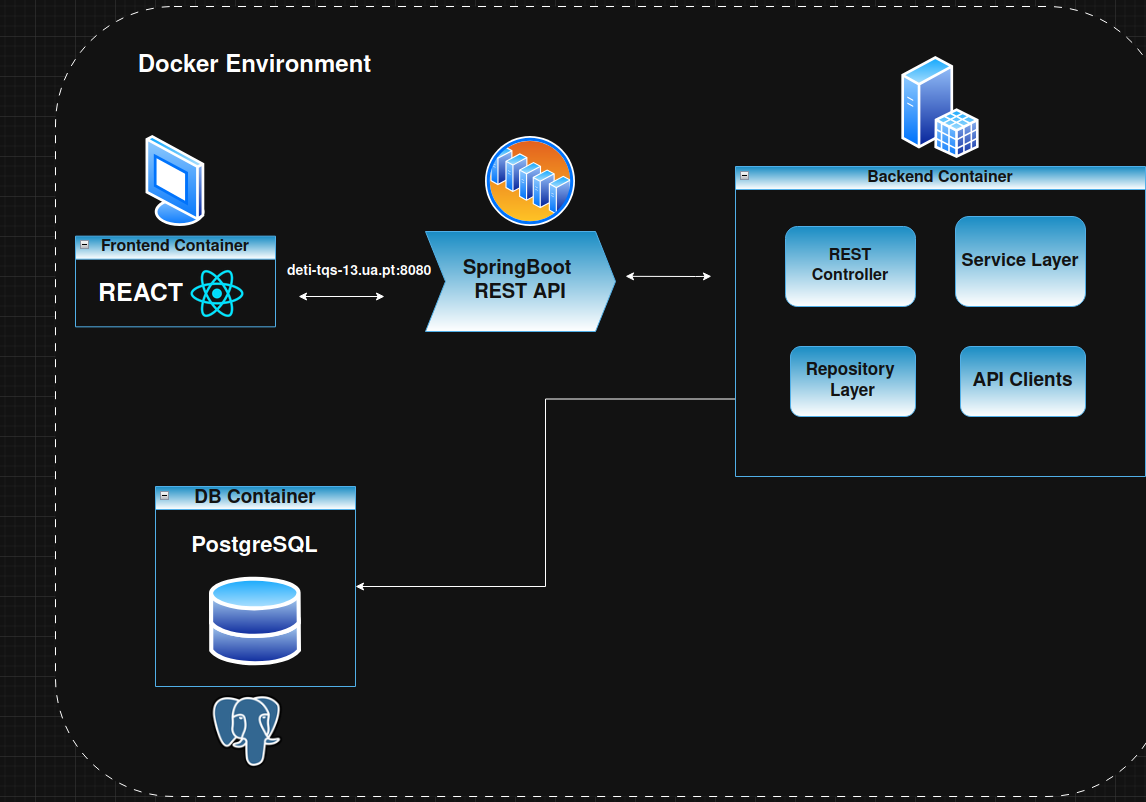 Docker Environment
Backend Container
Frontend Container
REACT
deti-tqs-13.ua.pt:8080
SpringBoot
REST API
REST
Controller
Service Layer
Repository
Layer
API Clients
DB Container
PostgreSQL